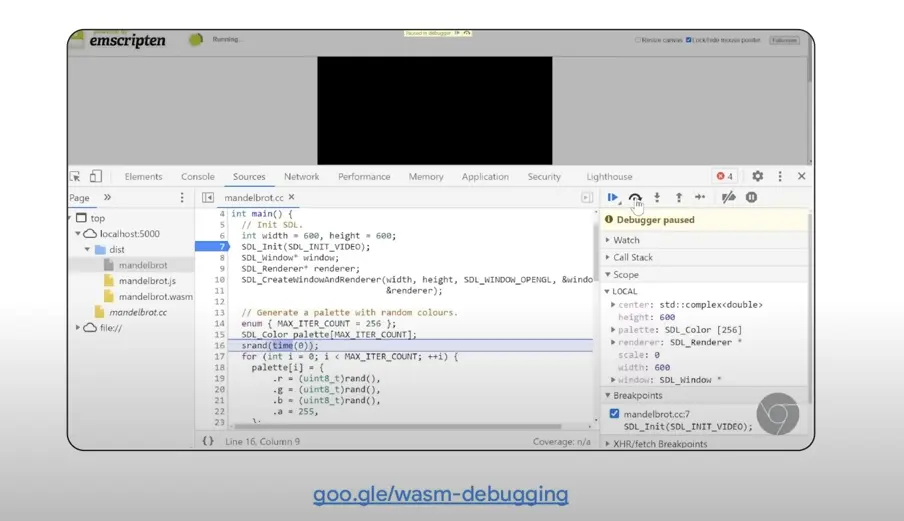 emscripten
Running...
Paused in debugger
Resize canvas Lock/hide mouse pointer Fullscreen
Elements Console Sources Network Performance Memory Application Security Lighthouse 4
Page
mandelbrot.cc
top
localhost:5000
dist
mandelbrot
mandelbrot.js
mandelbrot.wasm
mandelbrot.cc
file://
4 int main() {
5 // Init SDL.
6 int width = 600, height = 600;
7 SDL_Init(SDL_INIT_VIDEO);
8 SDL_Window* window;
9 SDL_Renderer* renderer;
10 SDL_CreateWindowAndRenderer(width, height, SDL_WINDOW_OPENGL, &windo
11 &renderer);
12
13 // Generate a palette with random colours.
14 enum { MAX_ITER_COUNT = 256 };
15 SDL_Color palette[MAX_ITER_COUNT];
16 srand(time(0));
17 for (int i = 0; i < MAX_ITER_COUNT; ++i) {
18 palette[i] = {
19 .r = (uint8_t)rand(),
20 .g = (uint8_t)rand(),
21 .b = (uint8_t)rand(),
22 .a = 255,
23 };
{} Line 16, Column 9 Coverage: n/a
Debugger paused
Watch
Call Stack
Scope
LOCAL
center: std::complex<double>
height: 600
palette: SDL_Color [256]
renderer: SDL_Renderer *
scale: 0
width: 600
window: SDL_Window *
Breakpoints
mandelbrot.cc:7
SDL_Init(SDL_INIT_VIDEO);
XHR/fetch Breakpoints
goo.gle/wasm-debugging